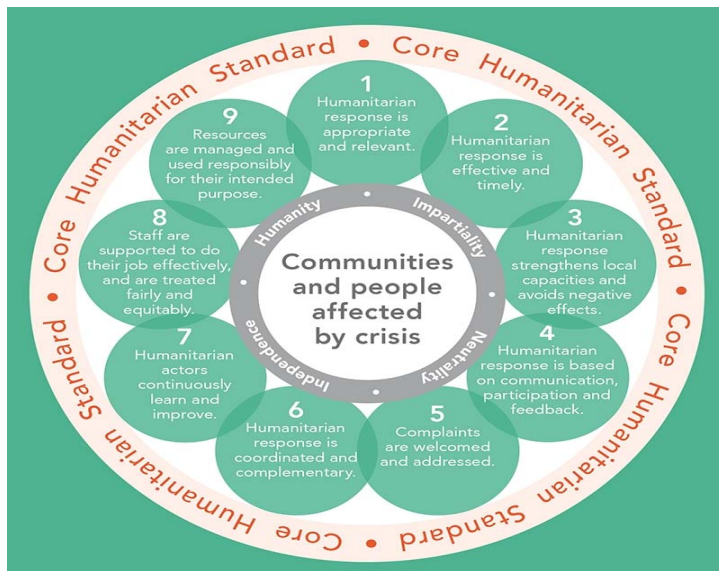 Core Humanitarian Standard • Core Humanitarian Standard • Core Humanitarian Standard • Core Humanitarian Standard •
1
Humanitarian
response is
appropriate
and relevant.
2
Humanitarian
response is
effective and
timely.
3
Humanitarian
response
strengthens local
capacities and
avoids negative
effects.
4
Humanitarian
response is based
on communication,
participation and
feedback.
5
Complaints
are welcomed
and addressed.
6
Humanitarian
response is
coordinated and
complementary.
7
Humanitarian
actors
continuously
learn and
improve.
8
Staff are
supported to do
their job effectively,
and are treated
fairly and
equitably.
9
Resources
are managed and
used responsibly
for their intended
purpose.
Humanity • Impartiality • Neutrality • Independence •
Communities
and people
affected
by crisis